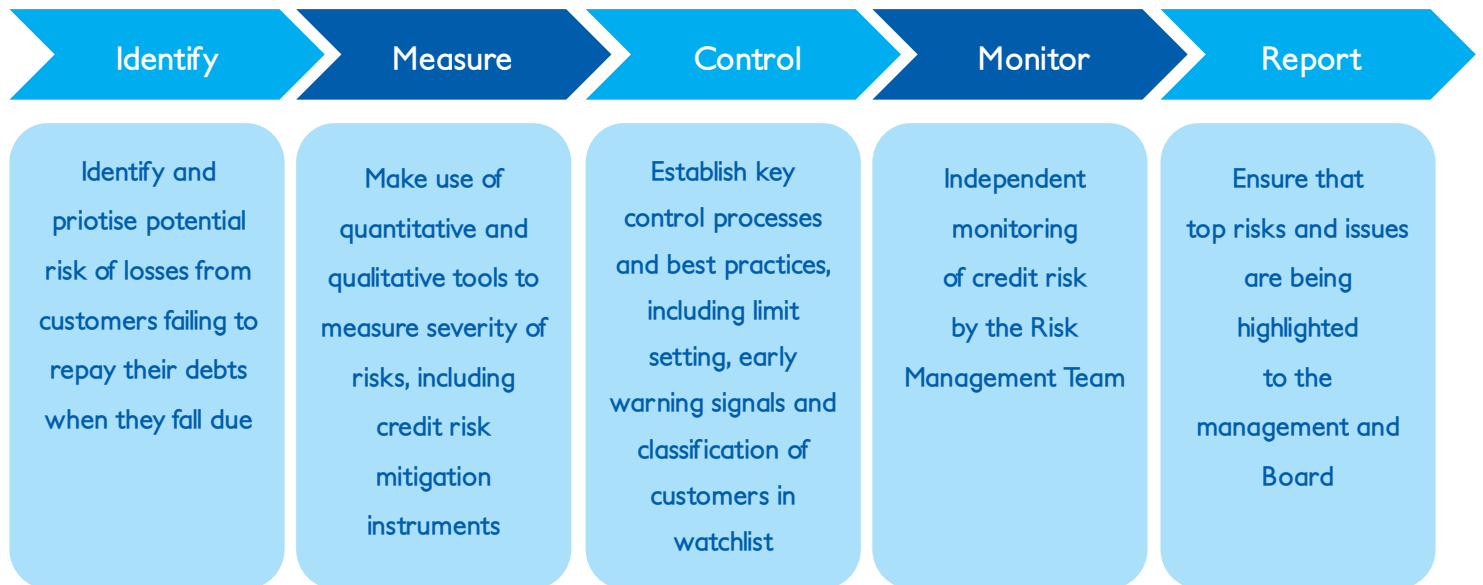 Identify
Measure
Control
Monitor
Report
Identify and
priotise potential
risk of losses from
customers failing to
repay their debts
when they fall due
Make use of
quantitative and
qualitative tools to
measure severity of
risks, including
credit risk
mitigation
instruments
Establish key
control processes
and best practices,
including limit
setting, early
warning signals and
classification of
customers in
watchlist
Independent
monitoring
of credit risk
by the Risk
Management Team
Ensure that
top risks and issues
are being
highlighted
to the
management and
Board